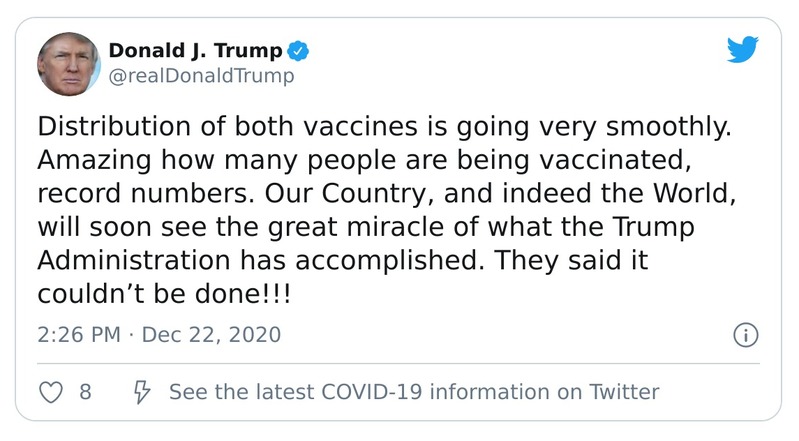 Donald J. Trump
@realDonaldTrump
Distribution of both vaccines is going very smoothly.
Amazing how many people are being vaccinated,
record numbers. Our Country, and indeed the World,
will soon see the great miracle of what the Trump
Administration has accomplished. They said it
couldn’t be done!!!
2:26 PM · Dec 22, 2020
8 See the latest COVID-19 information on Twitter